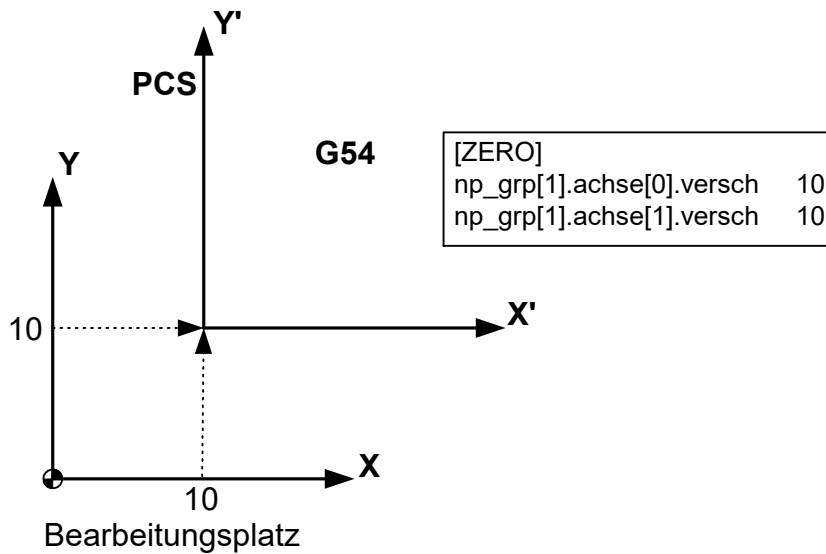 Y'
PCS
G54
[ZERO]
np_grp[1].achse[0].versch 10
np_grp[1].achse[1].versch 10
Y
10
X'
X
10
Bearbeitungsplatz